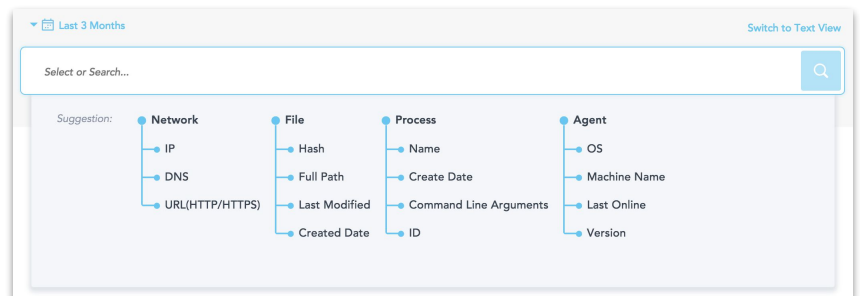 Last 3 Months
Switch to Text View
Select or Search...
Suggestion: Network File Process Agent
IP Hash Name OS
DNS Full Path Create Date Machine Name
URL(HTTP/HTTPS) Last Modified Command Line Arguments Last Online
Created Date ID Version